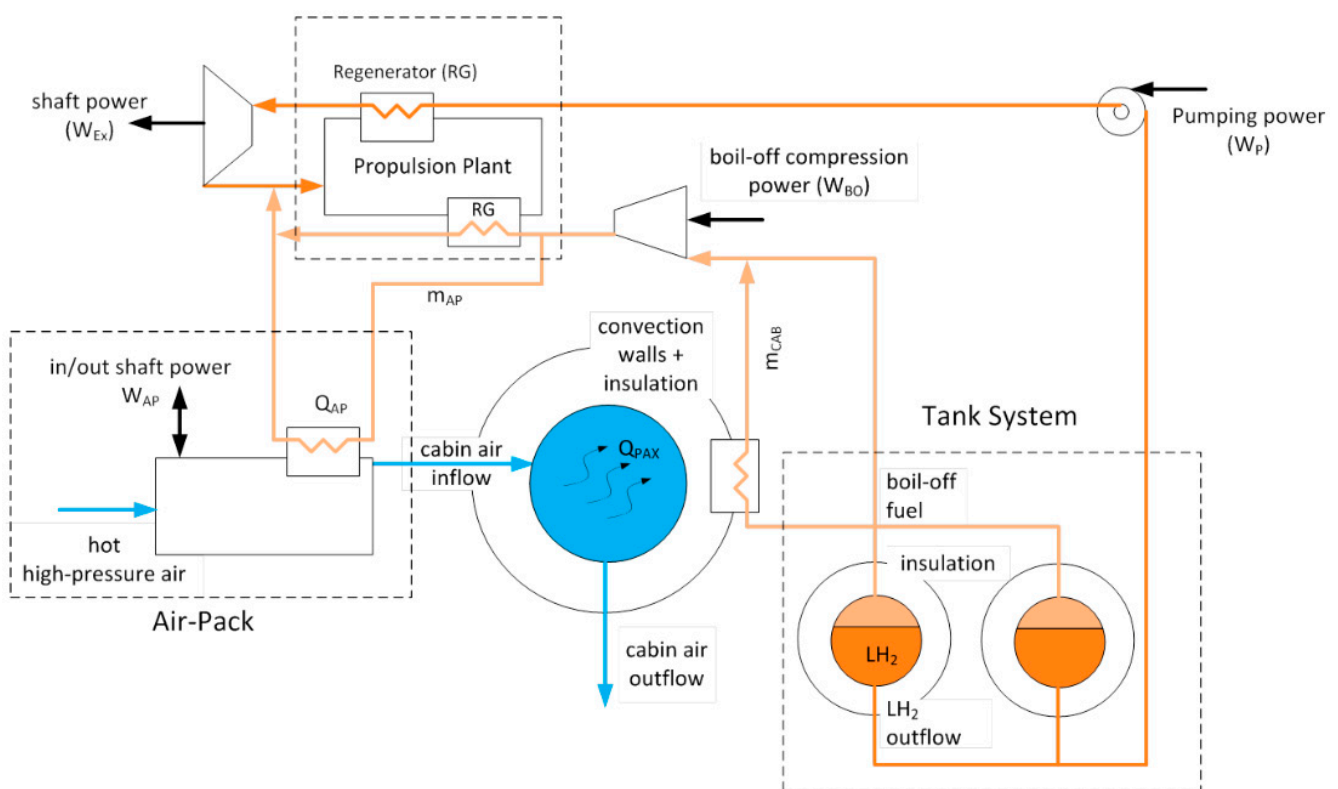 Regenerator (RG)
shaft power
(W_Ex)
Propulsion Plant
RG
boil-off compression
power (W_BO)
Pumping power
(W_P)
m_AP
in/out shaft power
W_AP
Q_AP
hot
high-pressure air
Air-Pack
cabin air
inflow
convection
walls +
insulation
Q_PAX
cabin air
outflow
m_CAB
Tank System
boil-off
fuel
insulation
LH₂
LH₂
outflow